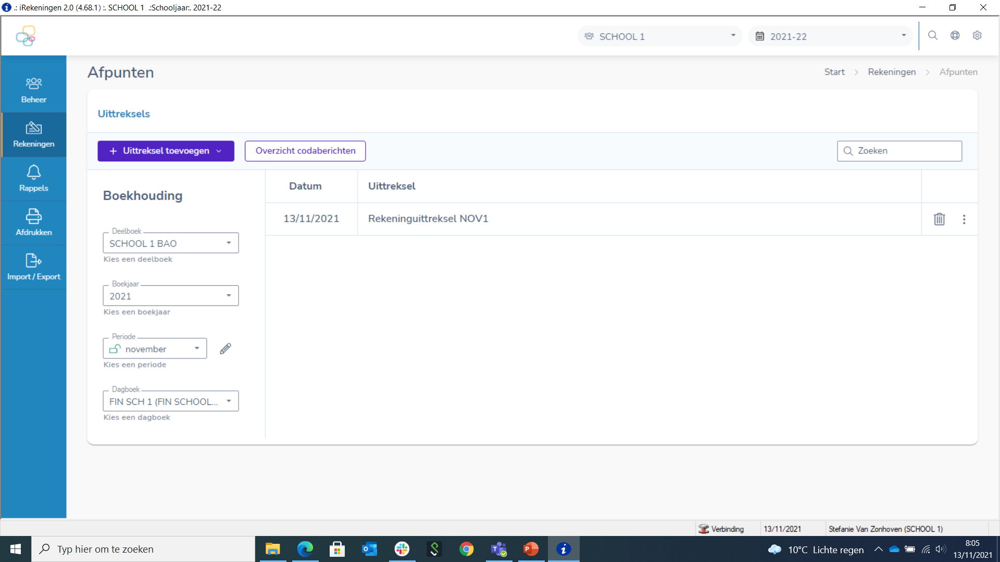 .: iRekeningen 2.0 (4.68.1) :. SCHOOL 1 .:Schooljaar:. 2021-22
SCHOOL 1
2021-22
Afpunten
Start > Rekeningen > Afpunten
Beheer
Rekeningen
Rappels
Afdrukken
Import / Export
Uittreksels
+ Uittreksel toevoegen
Overzicht codaberichten
Zoeken
Boekhouding
Deelboek
SCHOOL 1 BAO
Kies een deelboek
Boekjaar
2021
Kies een boekjaar
Periode
november
Kies een periode
Dagboek
FIN SCH 1 (FIN SCHOOL...
Kies een dagboek
Datum Uittreksel
13/11/2021 Rekeninguittreksel NOV1
Verbinding 13/11/2021 Stefanie Van Zonhoven (SCHOOL 1)
Typ hier om te zoeken
10°C Lichte regen
8:05
13/11/2021